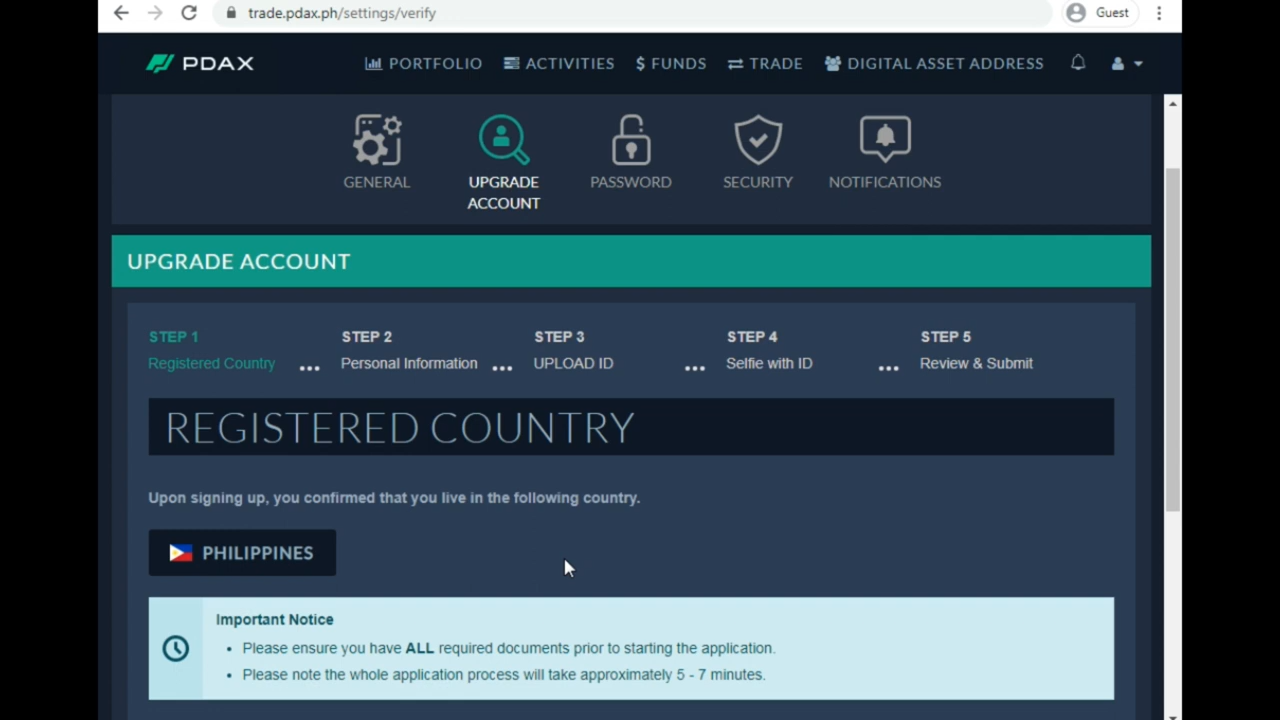 trade.pdax.ph/settings/verify
Guest
PDAX
PORTFOLIO
ACTIVITIES
$ FUNDS
TRADE
DIGITAL ASSET ADDRESS
GENERAL
UPGRADE
ACCOUNT
PASSWORD
SECURITY
NOTIFICATIONS
UPGRADE ACCOUNT
STEP 1
Registered Country
...
STEP 2
Personal Information
...
STEP 3
UPLOAD ID
...
STEP 4
Selfie with ID
...
STEP 5
Review & Submit
REGISTERED COUNTRY
Upon signing up, you confirmed that you live in the following country.
PHILIPPINES
Important Notice
• Please ensure you have ALL required documents prior to starting the application.
• Please note the whole application process will take approximately 5 - 7 minutes.